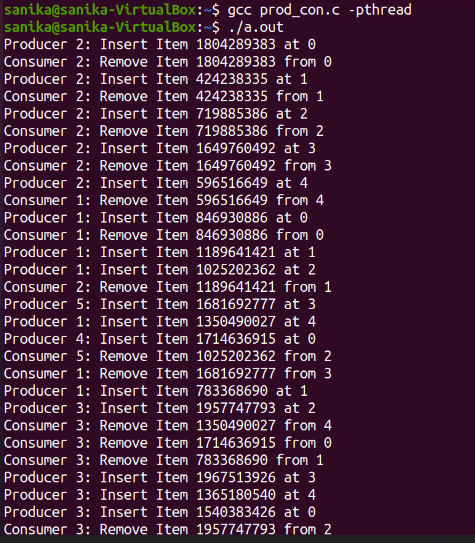 sanika@sanika-VirtualBox:~$ gcc prod_con.c -pthread
sanika@sanika-VirtualBox:~$ ./a.out
Producer 2: Insert Item 1804289383 at 0
Consumer 2: Remove Item 1804289383 from 0
Producer 2: Insert Item 424238335 at 1
Consumer 2: Remove Item 424238335 from 1
Producer 2: Insert Item 719885386 at 2
Consumer 2: Remove Item 719885386 from 2
Producer 2: Insert Item 1649760492 at 3
Consumer 2: Remove Item 1649760492 from 3
Producer 2: Insert Item 596516649 at 4
Consumer 1: Remove Item 596516649 from 4
Producer 1: Insert Item 846930886 at 0
Consumer 1: Remove Item 846930886 from 0
Producer 1: Insert Item 1189641421 at 1
Producer 1: Insert Item 1025202362 at 2
Consumer 2: Remove Item 1189641421 from 1
Producer 5: Insert Item 1681692777 at 3
Producer 1: Insert Item 1350490027 at 4
Producer 4: Insert Item 1714636915 at 0
Consumer 5: Remove Item 1025202362 from 2
Consumer 1: Remove Item 1681692777 from 3
Producer 1: Insert Item 783368690 at 1
Producer 3: Insert Item 1957747793 at 2
Consumer 3: Remove Item 1350490027 from 4
Consumer 3: Remove Item 1714636915 from 0
Consumer 3: Remove Item 783368690 from 1
Producer 3: Insert Item 1967513926 at 3
Producer 3: Insert Item 1365180540 at 4
Producer 3: Insert Item 1540383426 at 0
Consumer 3: Remove Item 1957747793 from 2